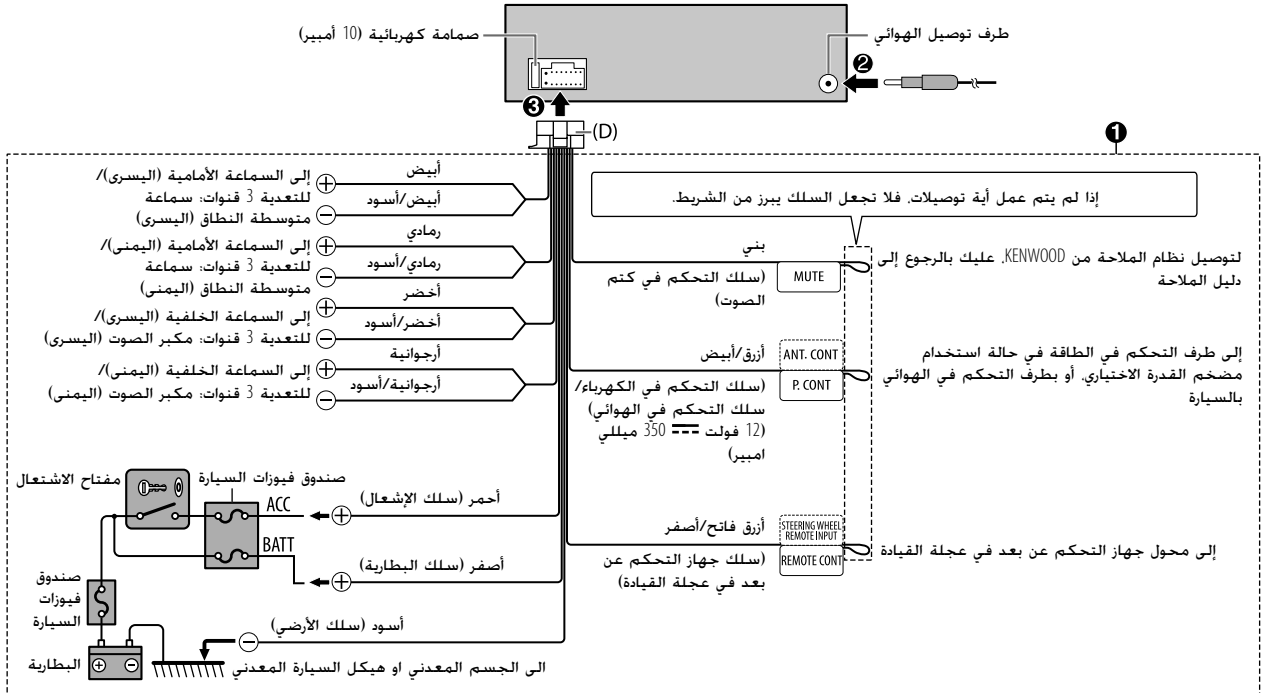 صمامة كهربائية (10 أمبير)
طرف توصيل الهوائي
❷
❸
(D)
❶
أبيض
إلى السماعة الأمامية (اليسرى)/
أبيض/أسود
للتعدية 3 قنوات: سماعة
متوسطة النطاق (اليسرى)
رمادي
إلى السماعة الأمامية (اليمنى)/
رمادي/أسود
للتعدية 3 قنوات: سماعة
متوسطة النطاق (اليمنى)
أخضر
إلى السماعة الخلفية (اليسرى)/
أخضر/أسود
للتعدية 3 قنوات: مكبر الصوت (اليسرى)
أرجوانية
إلى السماعة الخلفية (اليمنى)/
أرجوانية/أسود
للتعدية 3 قنوات: مكبر الصوت (اليمنى)
إذا لم يتم عمل أية توصيلات، فلا تجعل السلك يبرز من الشريط.
بني
MUTE
(سلك التحكم في كتم
الصوت)
لتوصيل نظام الملاحة من KENWOOD، عليك بالرجوع إلى
دليل الملاحة
أزرق/أبيض
ANT. CONT
P. CONT
(سلك التحكم في الكهرباء/
سلك التحكم في الهوائي)
(12 فولت ⎓ 350 ميللي
امبير)
إلى طرف التحكم في الطاقة في حالة استخدام
مضخم القدرة الاختياري، أو بطرف التحكم في الهوائي
بالسيارة
أزرق فاتح/أصفر
STEERING WHEEL
REMOTE INPUT
REMOTE CONT
(سلك جهاز التحكم عن
بعد في عجلة القيادة)
إلى محول جهاز التحكم عن بعد في عجلة القيادة
مفتاح الاشتعال
صندوق فيوزات السيارة
ACC
أحمر (سلك الإشعال)
BATT
أصفر (سلك البطارية)
صندوق
فيوزات
السيارة
أسود (سلك الأرضي)
البطارية
الى الجسم المعدني او هيكل السيارة المعدني